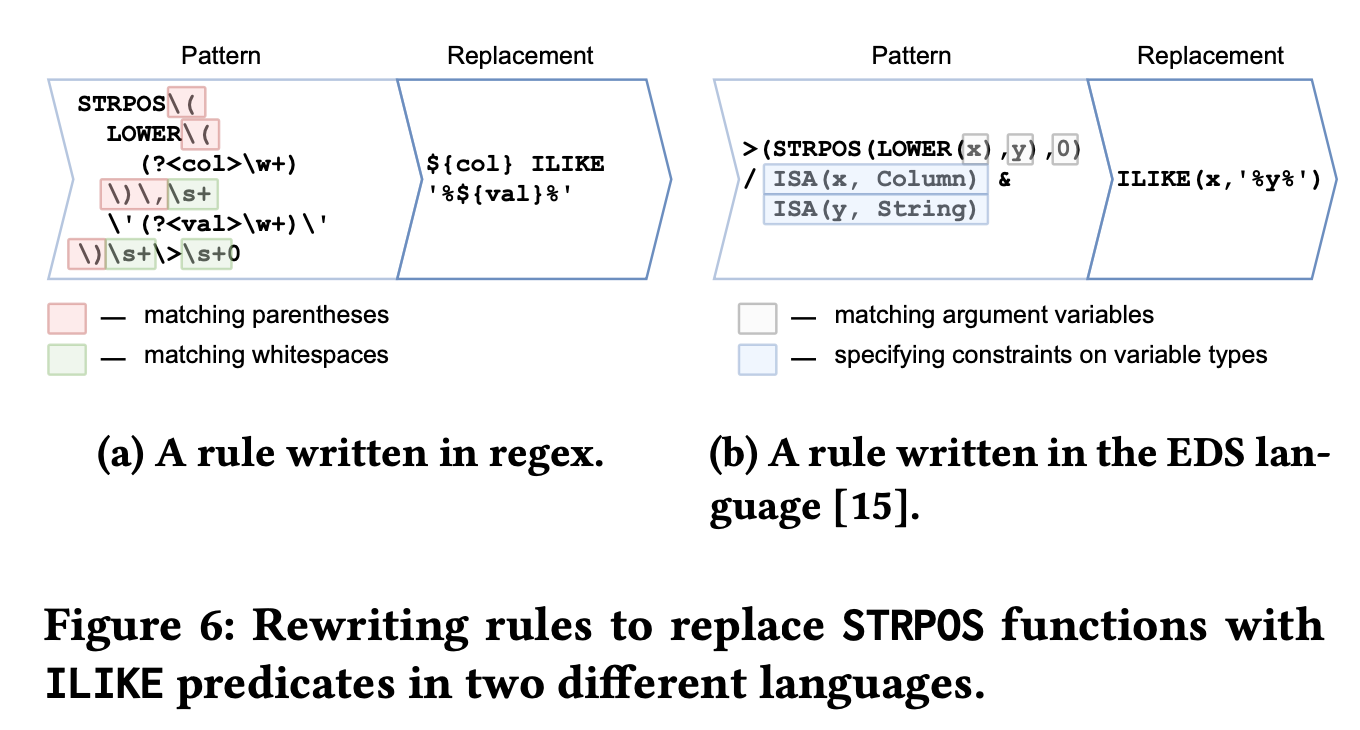 Pattern
Replacement
STRPOS\(
LOWER\(
(?<col>\w+)
\)\,\s+
\'(?<val>\w+)\'
\)\s+\>\s+0
${col} ILIKE
'%${val}%'
— matching parentheses
— matching whitespaces
(a) A rule written in regex.
Pattern
Replacement
>(STRPOS(LOWER(x),y),0)
/ ISA(x, Column) &
ISA(y, String)
ILIKE(x,'%y%')
— matching argument variables
— specifying constraints on variable types
(b) A rule written in the EDS lan-
guage [15].
Figure 6: Rewriting rules to replace STRPOS functions with
ILIKE predicates in two different languages.